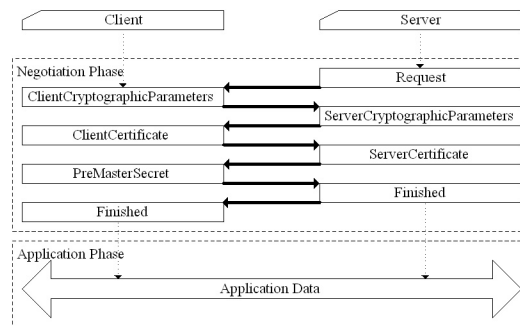 Client
Server
Negotiation Phase
Request
ClientCryptographicParameters
ServerCryptographicParameters
ClientCertificate
ServerCertificate
PreMasterSecret
Finished
Finished
Application Phase
Application Data